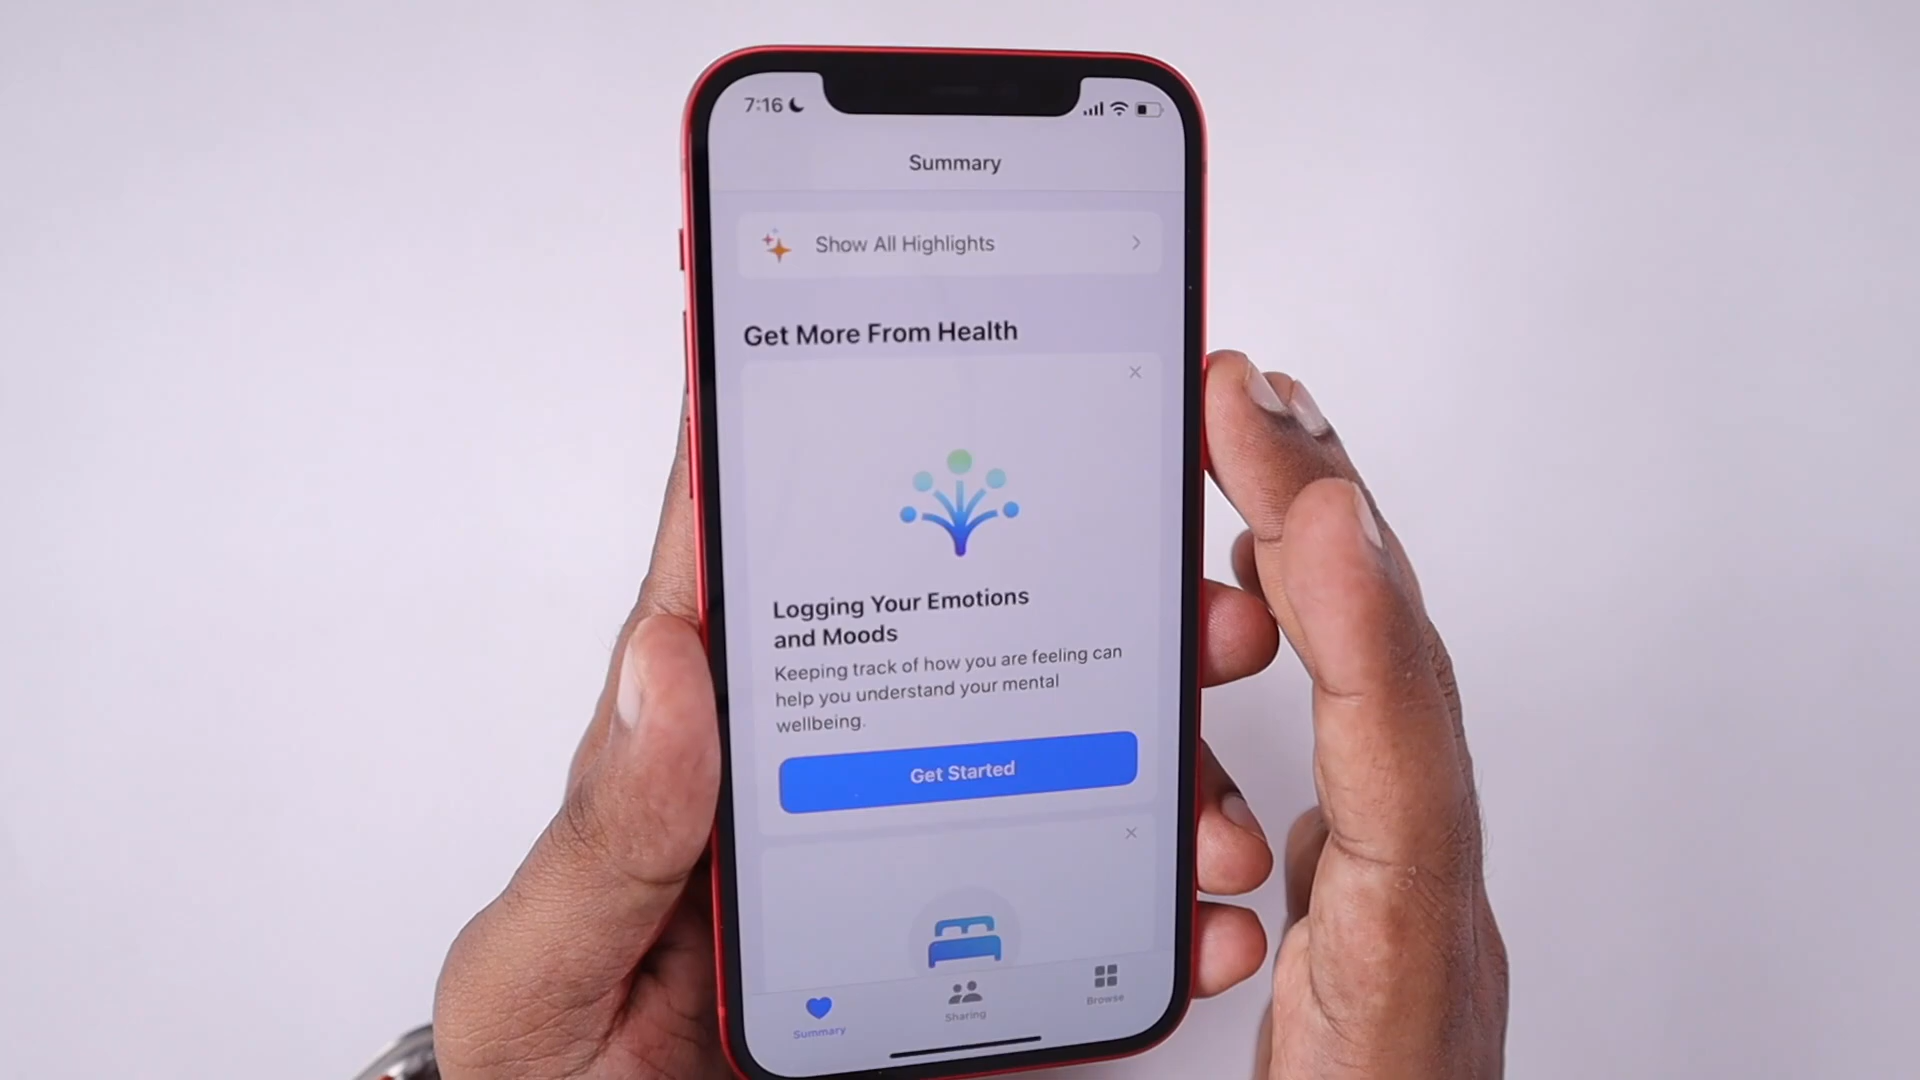 7:16
Summary
Show All Highlights
Get More From Health
Logging Your Emotions
and Moods
Keeping track of how you are feeling can
help you understand your mental
wellbeing.
Get Started
Summary
Sharing
Browse